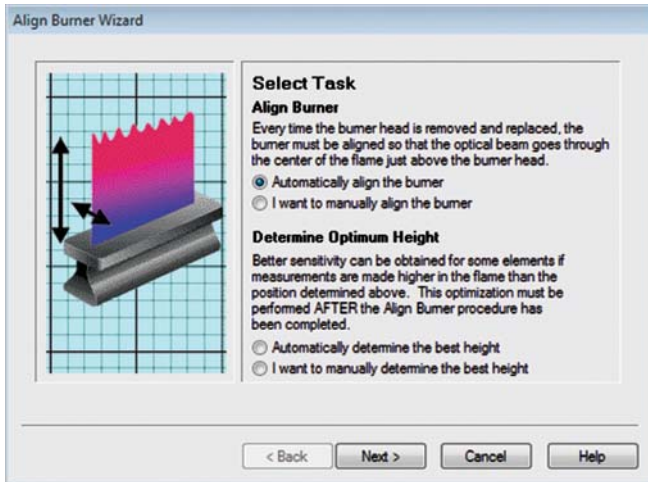 Align Burner Wizard
Select Task
Align Burner
Every time the burner head is removed and replaced, the
burner must be aligned so that the optical beam goes through
the center of the flame just above the burner head.
Automatically align the burner
I want to manually align the burner
Determine Optimum Height
Better sensitivity can be obtained for some elements if
measurements are made higher in the flame than the
position determined above. This optimization must be
performed AFTER the Align Burner procedure has
been completed.
Automatically determine the best height
I want to manually determine the best height
< Back
Next >
Cancel
Help